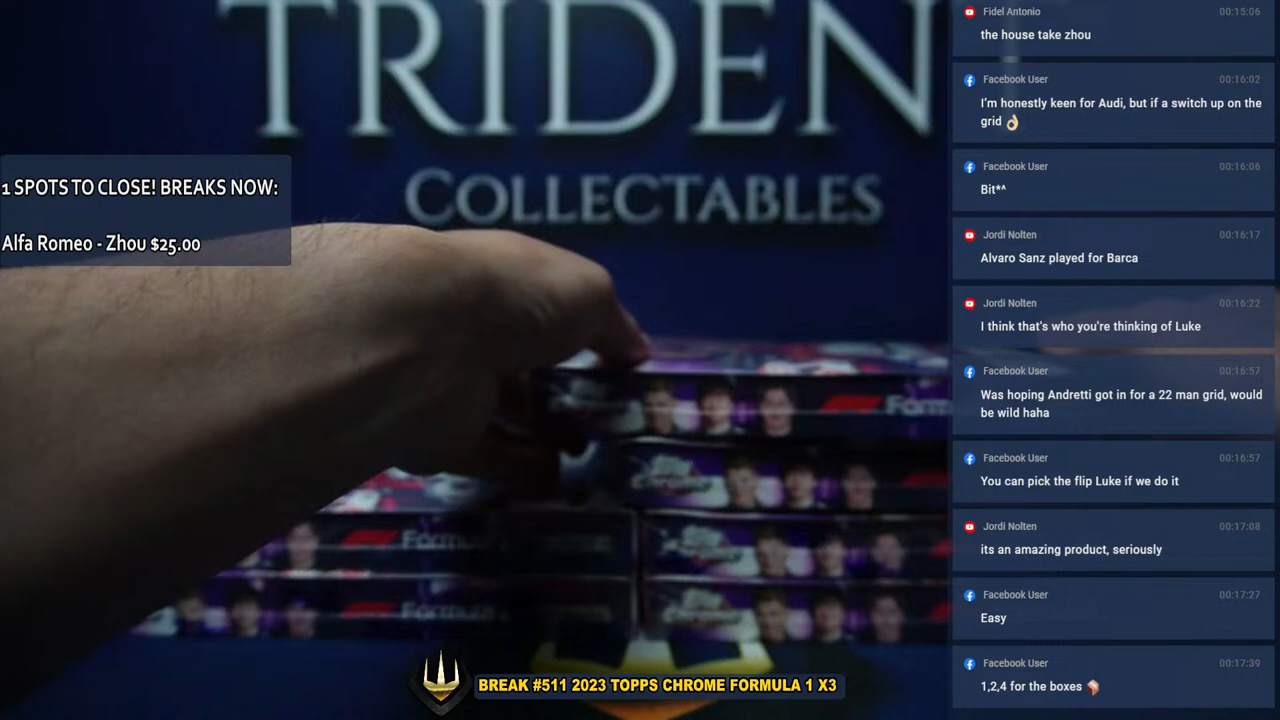 TRIDEN
COLLECTABLES
1 SPOTS TO CLOSE! BREAKS NOW:
Alfa Romeo - Zhou $25.00
Form
Chrome
Formula
Formula
BREAK #511 2023 TOPPS CHROME FORMULA 1 X3
Fidel Antonio 00:15:06
the house take zhou
Facebook User 00:16:02
I'm honestly keen for Audi, but if a switch up on the
grid 👌🏼
Facebook User 00:16:06
Bit*^
Jordi Nolten 00:16:17
Alvaro Sanz played for Barca
Jordi Nolten 00:16:22
I think that's who you're thinking of Luke
Facebook User 00:16:57
Was hoping Andretti got in for a 22 man grid, would
be wild haha
Facebook User 00:16:57
You can pick the flip Luke if we do it
Jordi Nolten 00:17:08
its an amazing product, seriously
Facebook User 00:17:27
Easy
Facebook User 00:17:39
1,2,4 for the boxes 📦